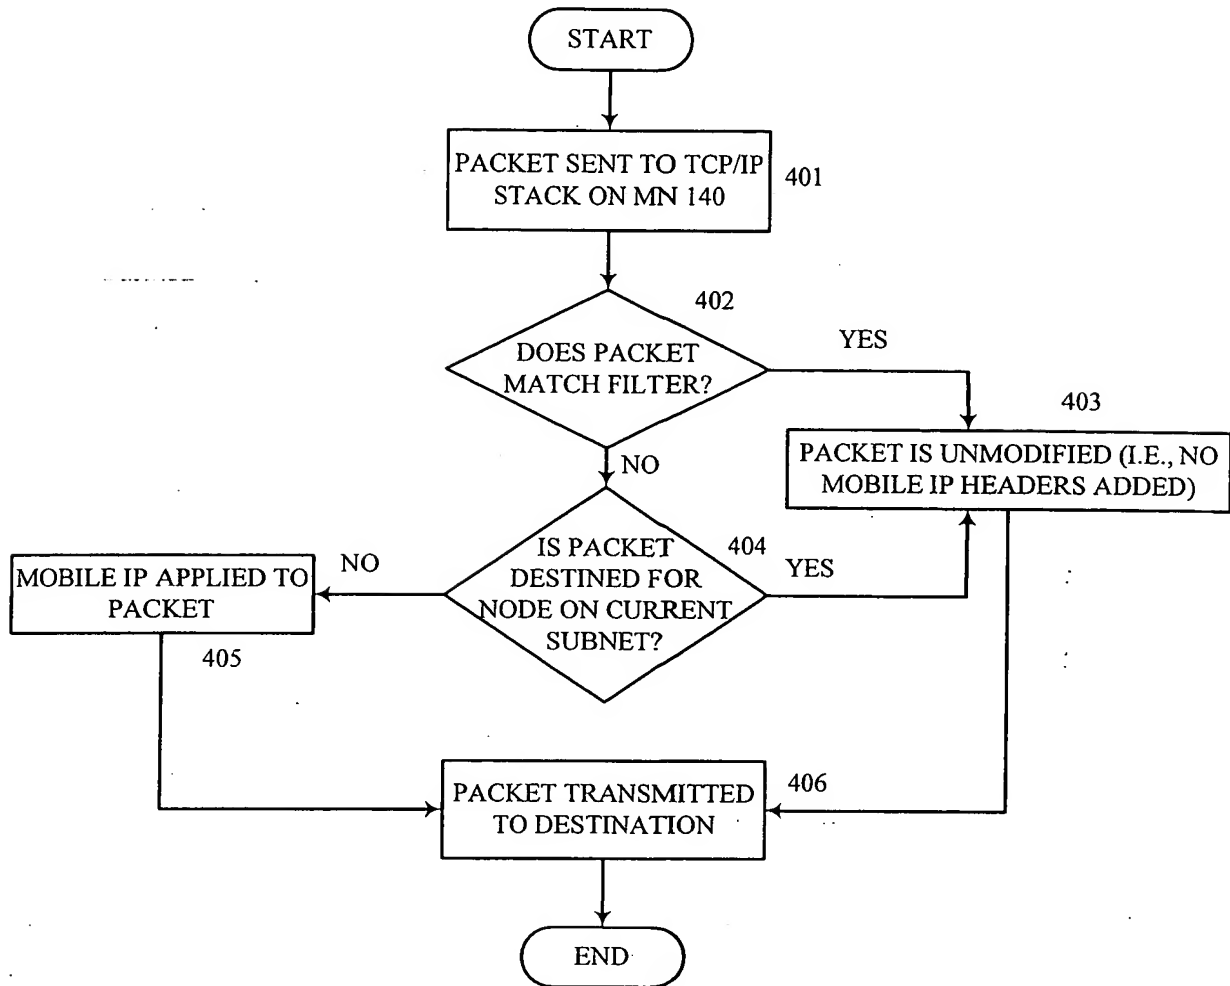 START
PACKET SENT TO TCP/IP
STACK ON MN 140
401
402
DOES PACKET
MATCH FILTER?
YES
403
PACKET IS UNMODIFIED (I.E., NO
MOBILE IP HEADERS ADDED)
NO
IS PACKET
DESTINED FOR
NODE ON CURRENT
SUBNET?
404
YES
NO
MOBILE IP APPLIED TO
PACKET
405
PACKET TRANSMITTED
TO DESTINATION
406
END